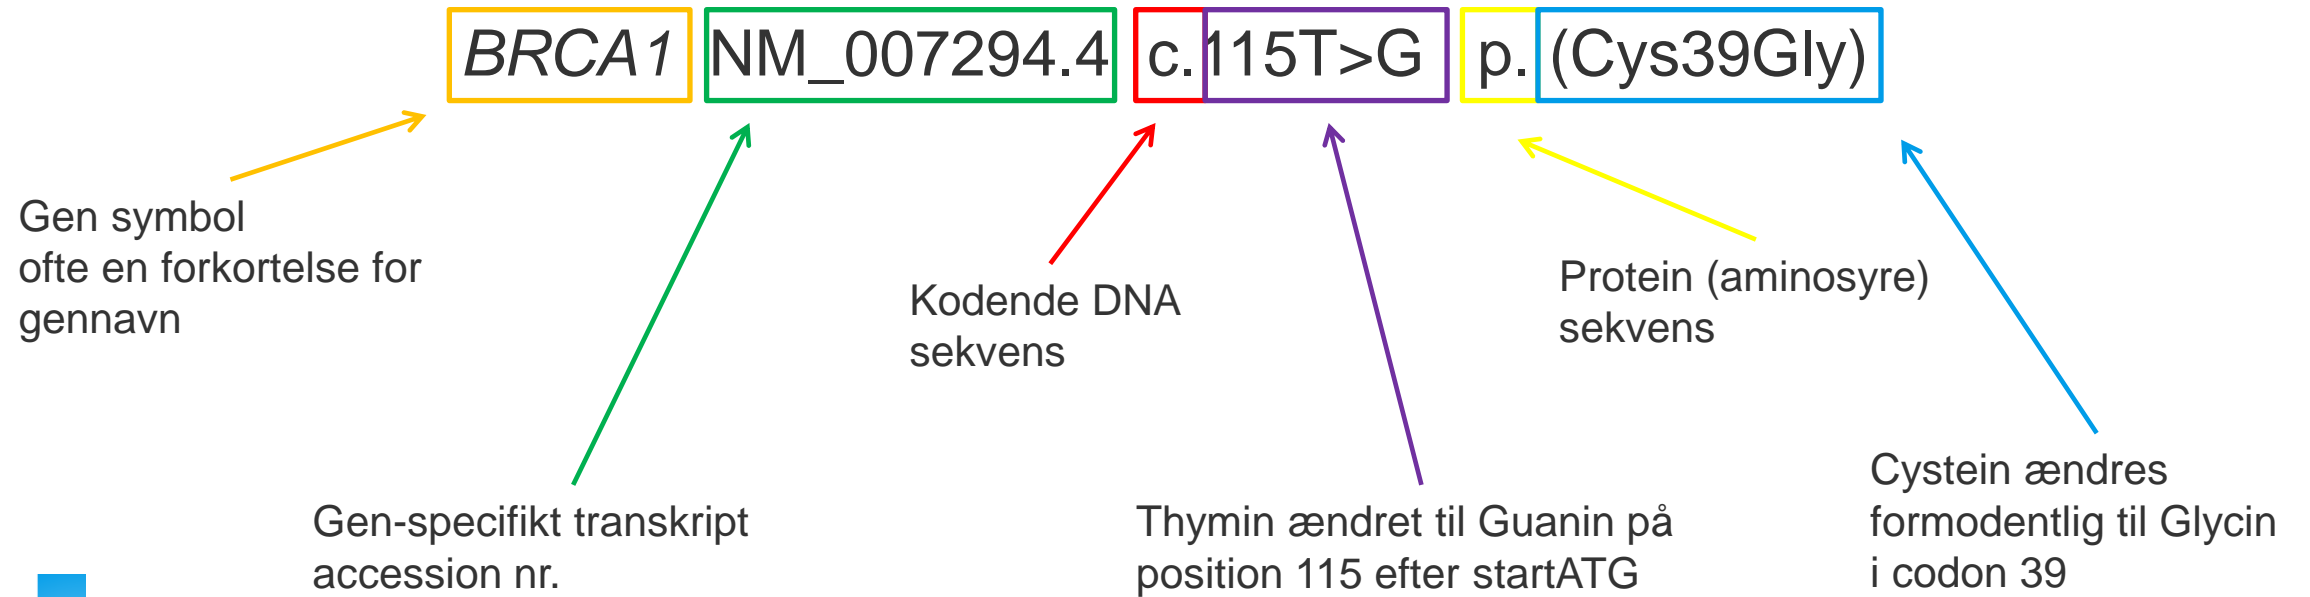 BRCA1 NM_007294.4 c.115T>G p. (Cys39Gly)
Gen symbol
ofte en forkortelse for
gennavn
Kodende DNA
sekvens
Protein (aminosyre)
sekvens
Gen-specifikt transkript
accession nr.
Thymin ændret til Guanin på
position 115 efter startATG
Cystein ændres
formodentlig til Glycin
i codon 39